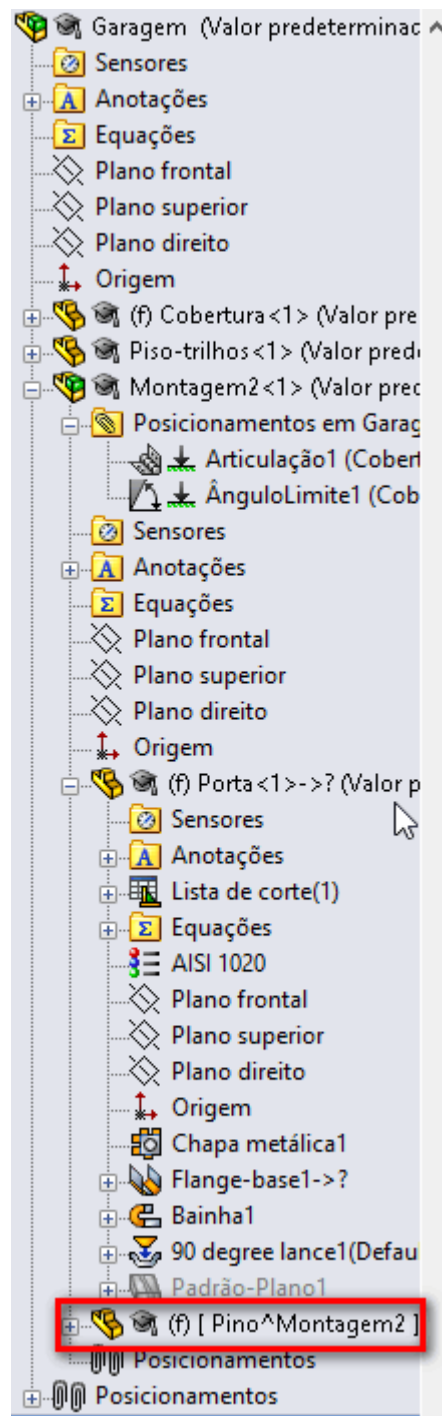 Garagem (Valor predeterminac
Sensores
Anotações
Equações
Plano frontal
Plano superior
Plano direito
Origem
(f) Cobertura<1> (Valor pre
Piso-trilhos<1> (Valor pred
Montagem2<1> (Valor prec
Posicionamentos em Garag
Articulação1 (Cobert
ÂnguloLimite1 (Cob
Sensores
Anotações
Equações
Plano frontal
Plano superior
Plano direito
Origem
(f) Porta<1>->? (Valor p
Sensores
Anotações
Lista de corte(1)
Equações
AISI 1020
Plano frontal
Plano superior
Plano direito
Origem
Chapa metálica1
Flange-base1->?
Bainha1
90 degree lance1(Defau
Padrão-Plano1
(f) [ Pino^Montagem2 ]
Posicionamentos
Posicionamentos